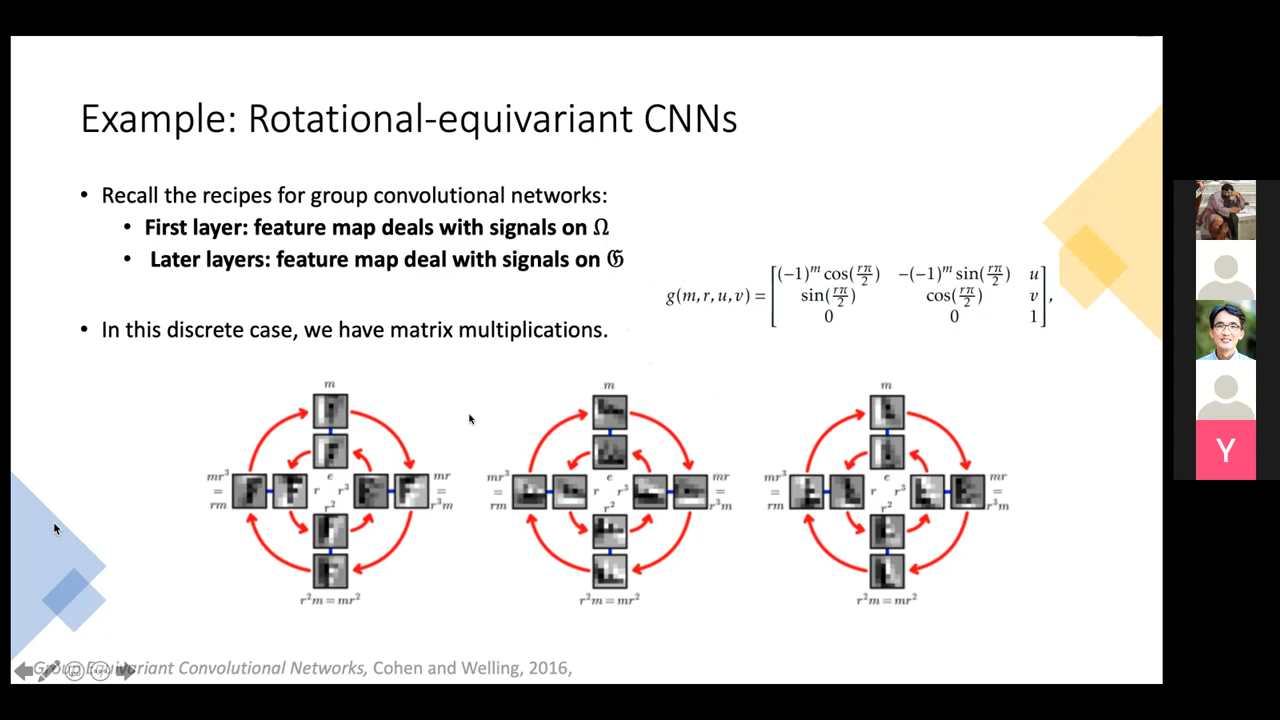 Example: Rotational-equivariant CNNs
• Recall the recipes for group convolutional networks:
• First layer: feature map deals with signals on Ω
• Later layers: feature map deal with signals on 𝔊
g(m, r, u, v) = [ (−1)^m cos(rπ/2) −(−1)^m sin(rπ/2) u
sin(rπ/2) cos(rπ/2) v
0 0 1 ],
• In this discrete case, we have matrix multiplications.
m
mr³ = rm
e
r
r³
r²
mr = r³m
r²m = mr²
m
mr³ = rm
e
r
r³
r²
mr = r³m
r²m = mr²
m
mr³ = rm
e
r
r³
r²
mr = r³m
r²m = mr²
Group Equivariant Convolutional Networks, Cohen and Welling, 2016,
Y